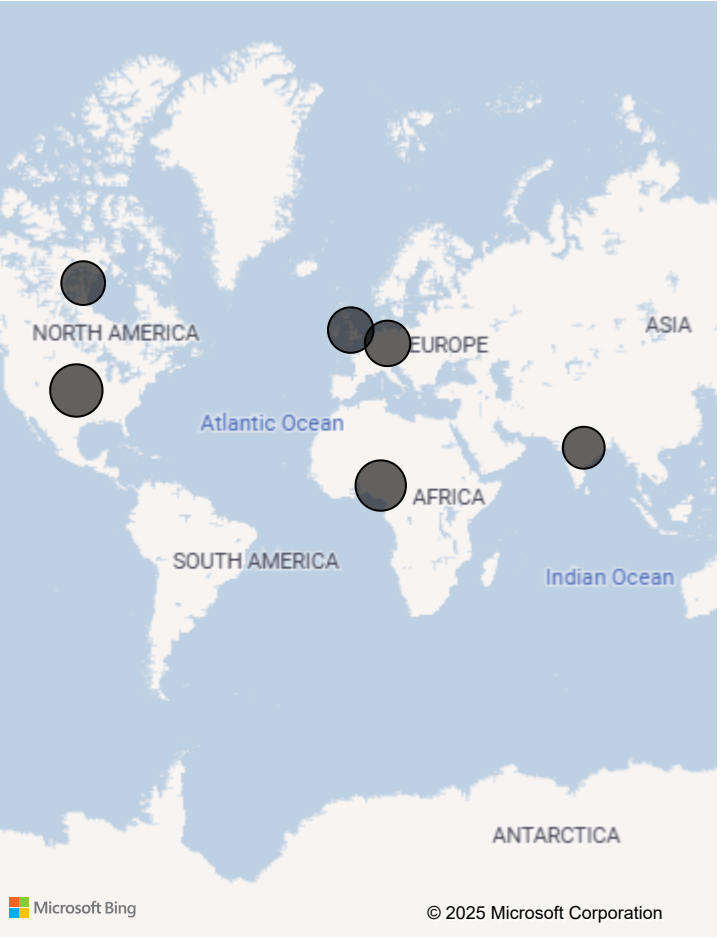 NORTH AMERICA
EUROPE
ASIA
Atlantic Ocean
AFRICA
SOUTH AMERICA
Indian Ocean
ANTARCTICA
Microsoft Bing
© 2025 Microsoft Corporation